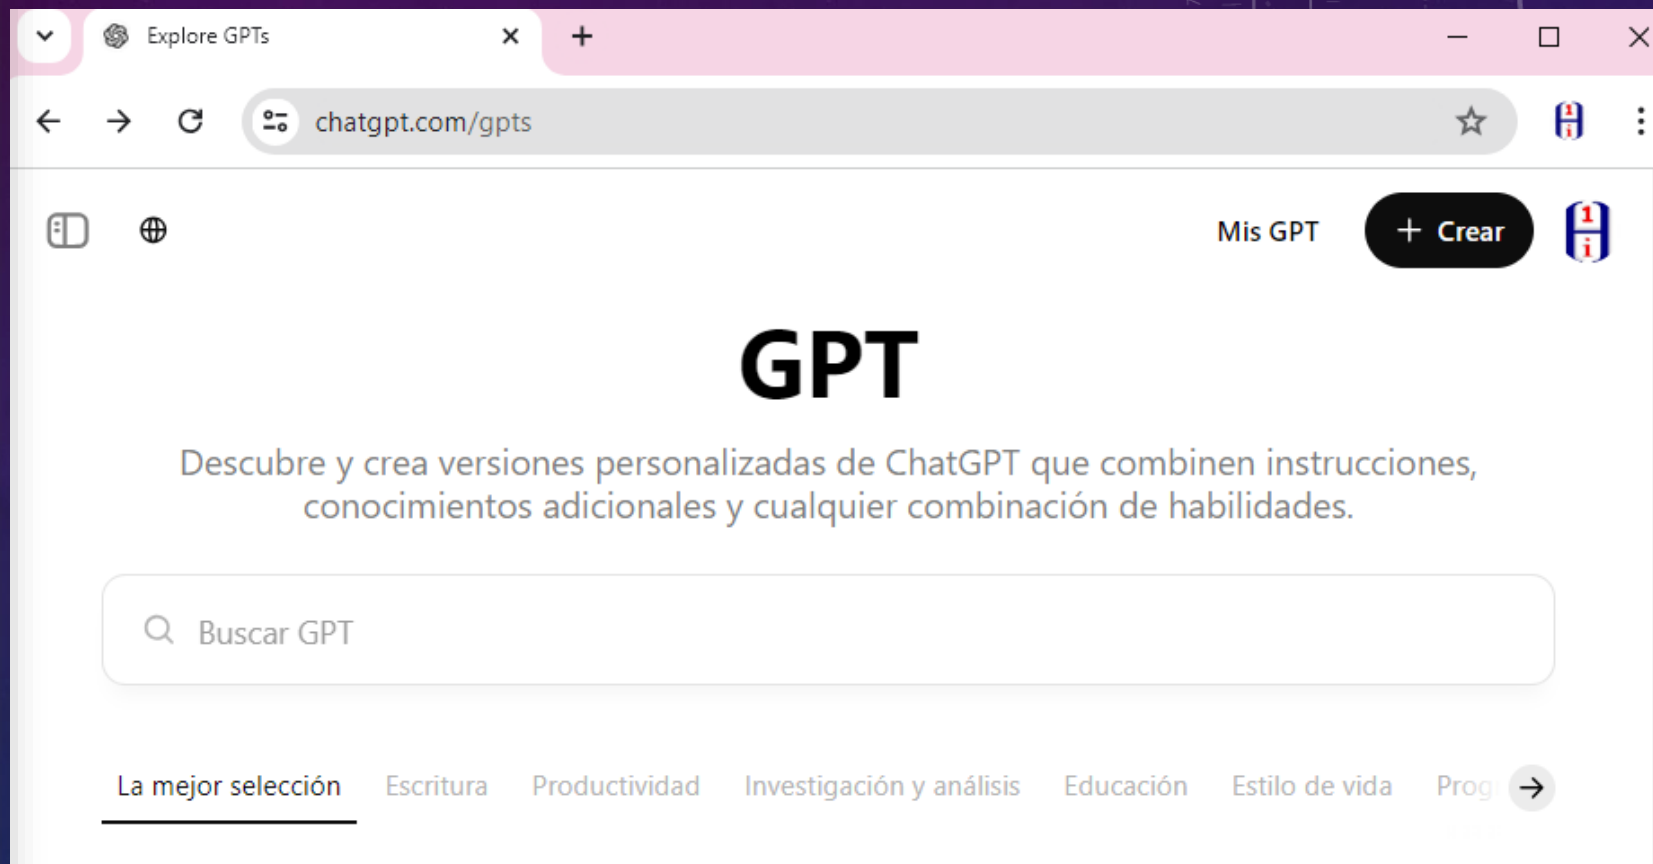 Explore GPTs
chatgpt.com/gpts
Mis GPT
+ Crear
GPT
Descubre y crea versiones personalizadas de ChatGPT que combinen instrucciones,
conocimientos adicionales y cualquier combinación de habilidades.
Buscar GPT
La mejor selección Escritura Productividad Investigación y análisis Educación Estilo de vida